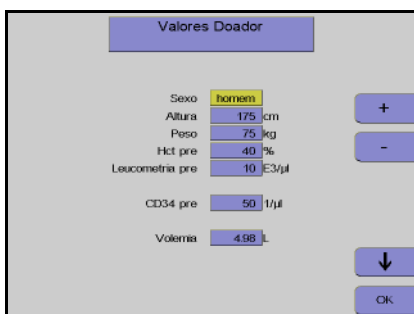 Valores Doador
Sexo homem
Altura 175 cm
+
Peso 75 kg
Hct pre 40 %
-
Leucometria pre 10 E3/µl
CD34 pre 50 1/µl
Volemia 4.98 L
OK